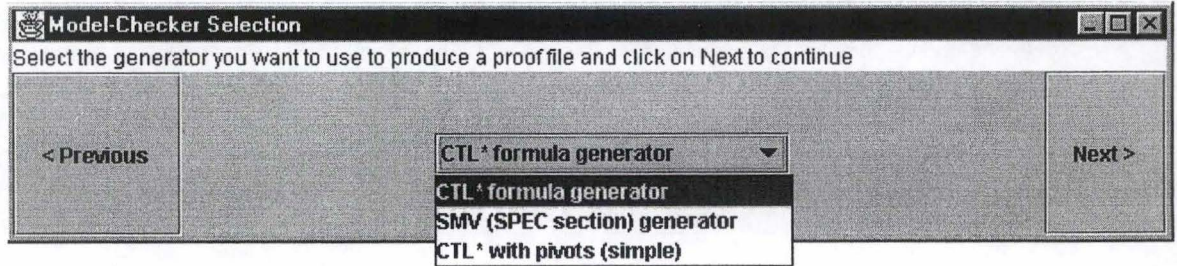 Model-Checker Selection
Select the generator you want to use to produce a proof file and click on Next to continue
< Previous
CTL* formula generator
Next >
CTL* formula generator
SMV (SPEC section) generator
CTL* with pivots (simple)